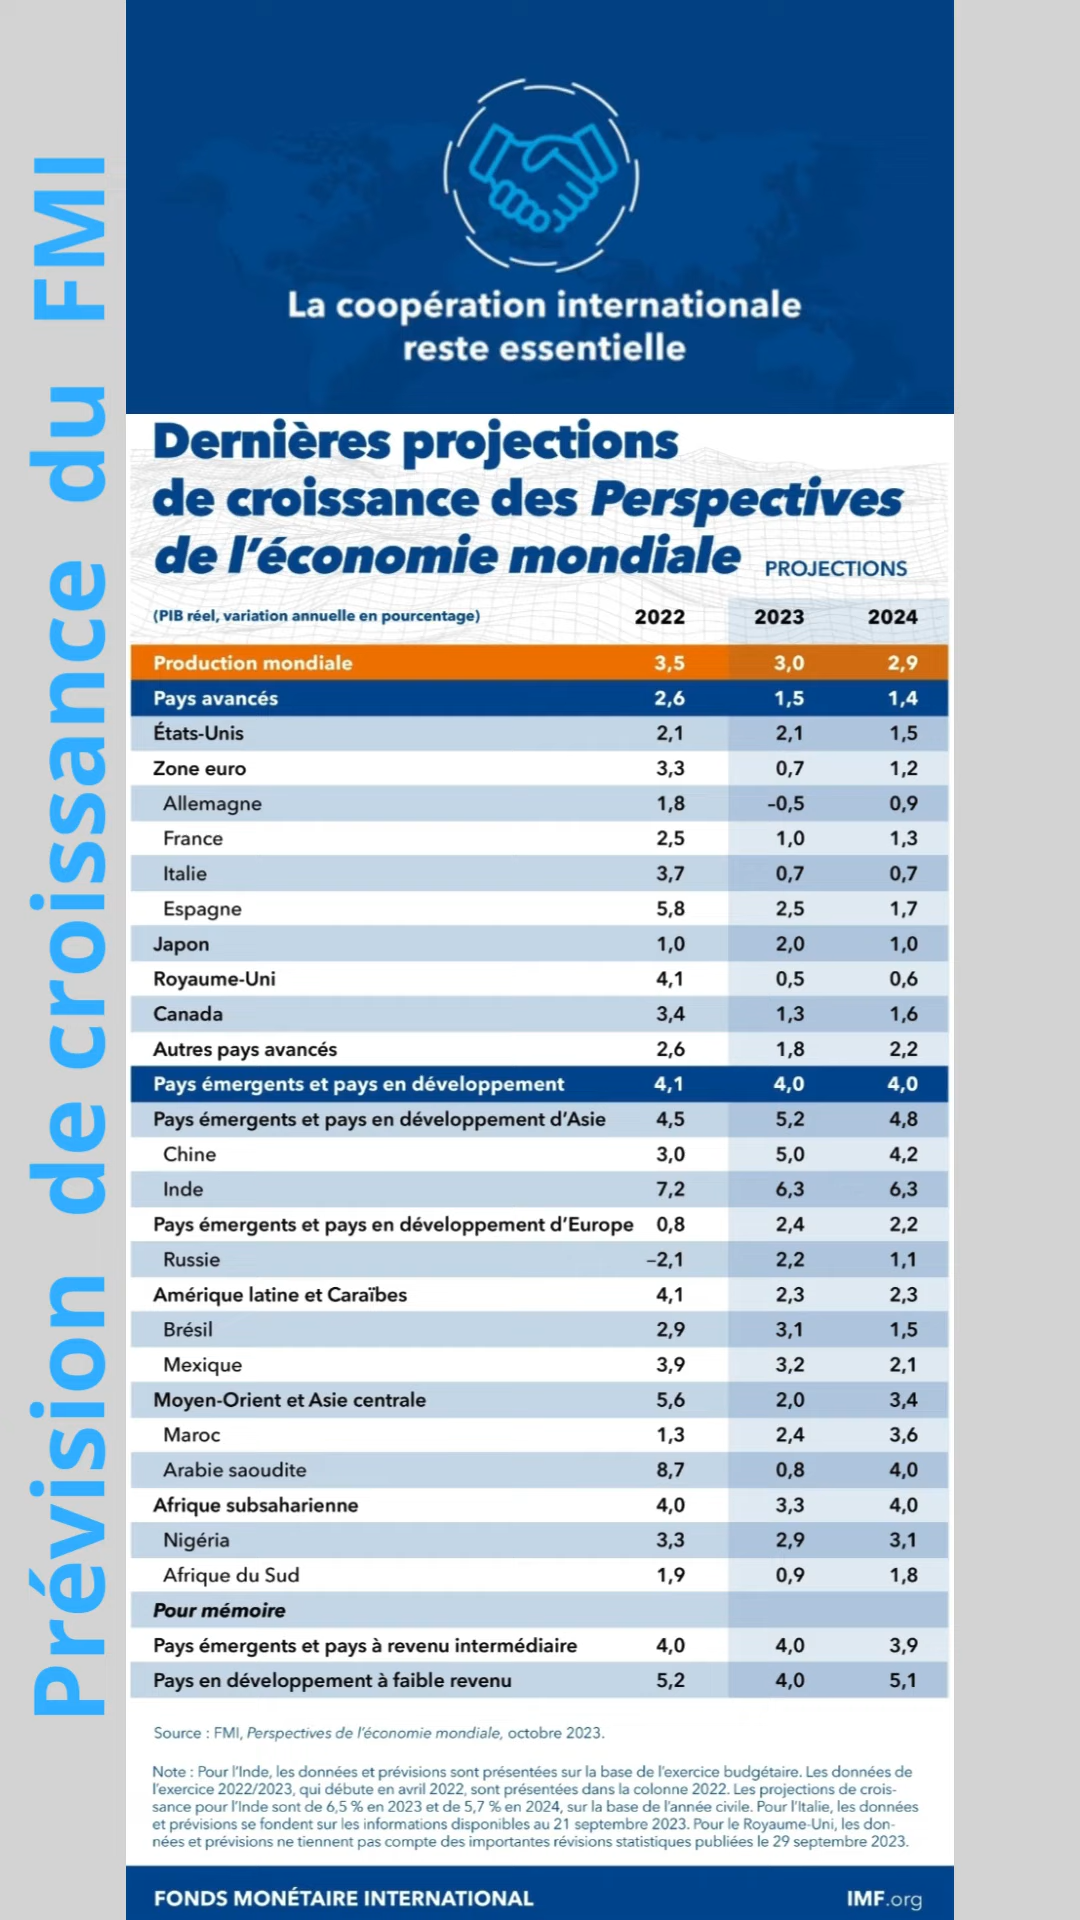 Prévision de croissance du FMI
La coopération internationale
reste essentielle
Dernières projections
de croissance des Perspectives
de l'économie mondiale PROJECTIONS
(PIB réel, variation annuelle en pourcentage) 2022 2023 2024
Production mondiale 3,5 3,0 2,9
Pays avancés 2,6 1,5 1,4
États-Unis 2,1 2,1 1,5
Zone euro 3,3 0,7 1,2
Allemagne 1,8 –0,5 0,9
France 2,5 1,0 1,3
Italie 3,7 0,7 0,7
Espagne 5,8 2,5 1,7
Japon 1,0 2,0 1,0
Royaume-Uni 4,1 0,5 0,6
Canada 3,4 1,3 1,6
Autres pays avancés 2,6 1,8 2,2
Pays émergents et pays en développement 4,1 4,0 4,0
Pays émergents et pays en développement d'Asie 4,5 5,2 4,8
Chine 3,0 5,0 4,2
Inde 7,2 6,3 6,3
Pays émergents et pays en développement d'Europe 0,8 2,4 2,2
Russie –2,1 2,2 1,1
Amérique latine et Caraïbes 4,1 2,3 2,3
Brésil 2,9 3,1 1,5
Mexique 3,9 3,2 2,1
Moyen-Orient et Asie centrale 5,6 2,0 3,4
Maroc 1,3 2,4 3,6
Arabie saoudite 8,7 0,8 4,0
Afrique subsaharienne 4,0 3,3 4,0
Nigéria 3,3 2,9 3,1
Afrique du Sud 1,9 0,9 1,8
Pour mémoire
Pays émergents et pays à revenu intermédiaire 4,0 4,0 3,9
Pays en développement à faible revenu 5,2 4,0 5,1
Source : FMI, Perspectives de l'économie mondiale, octobre 2023.
Note : Pour l'Inde, les données et prévisions sont présentées sur la base de l'exercice budgétaire. Les données de
l'exercice 2022/2023, qui débute en avril 2022, sont présentées dans la colonne 2022. Les projections de crois-
sance pour l'Inde sont de 6,5 % en 2023 et de 5,7 % en 2024, sur la base de l'année civile. Pour l'Italie, les données
et prévisions se fondent sur les informations disponibles au 21 septembre 2023. Pour le Royaume-Uni, les don-
nées et prévisions ne tiennent pas compte des importantes révisions statistiques publiées le 29 septembre 2023.
FONDS MONÉTAIRE INTERNATIONAL IMF.org